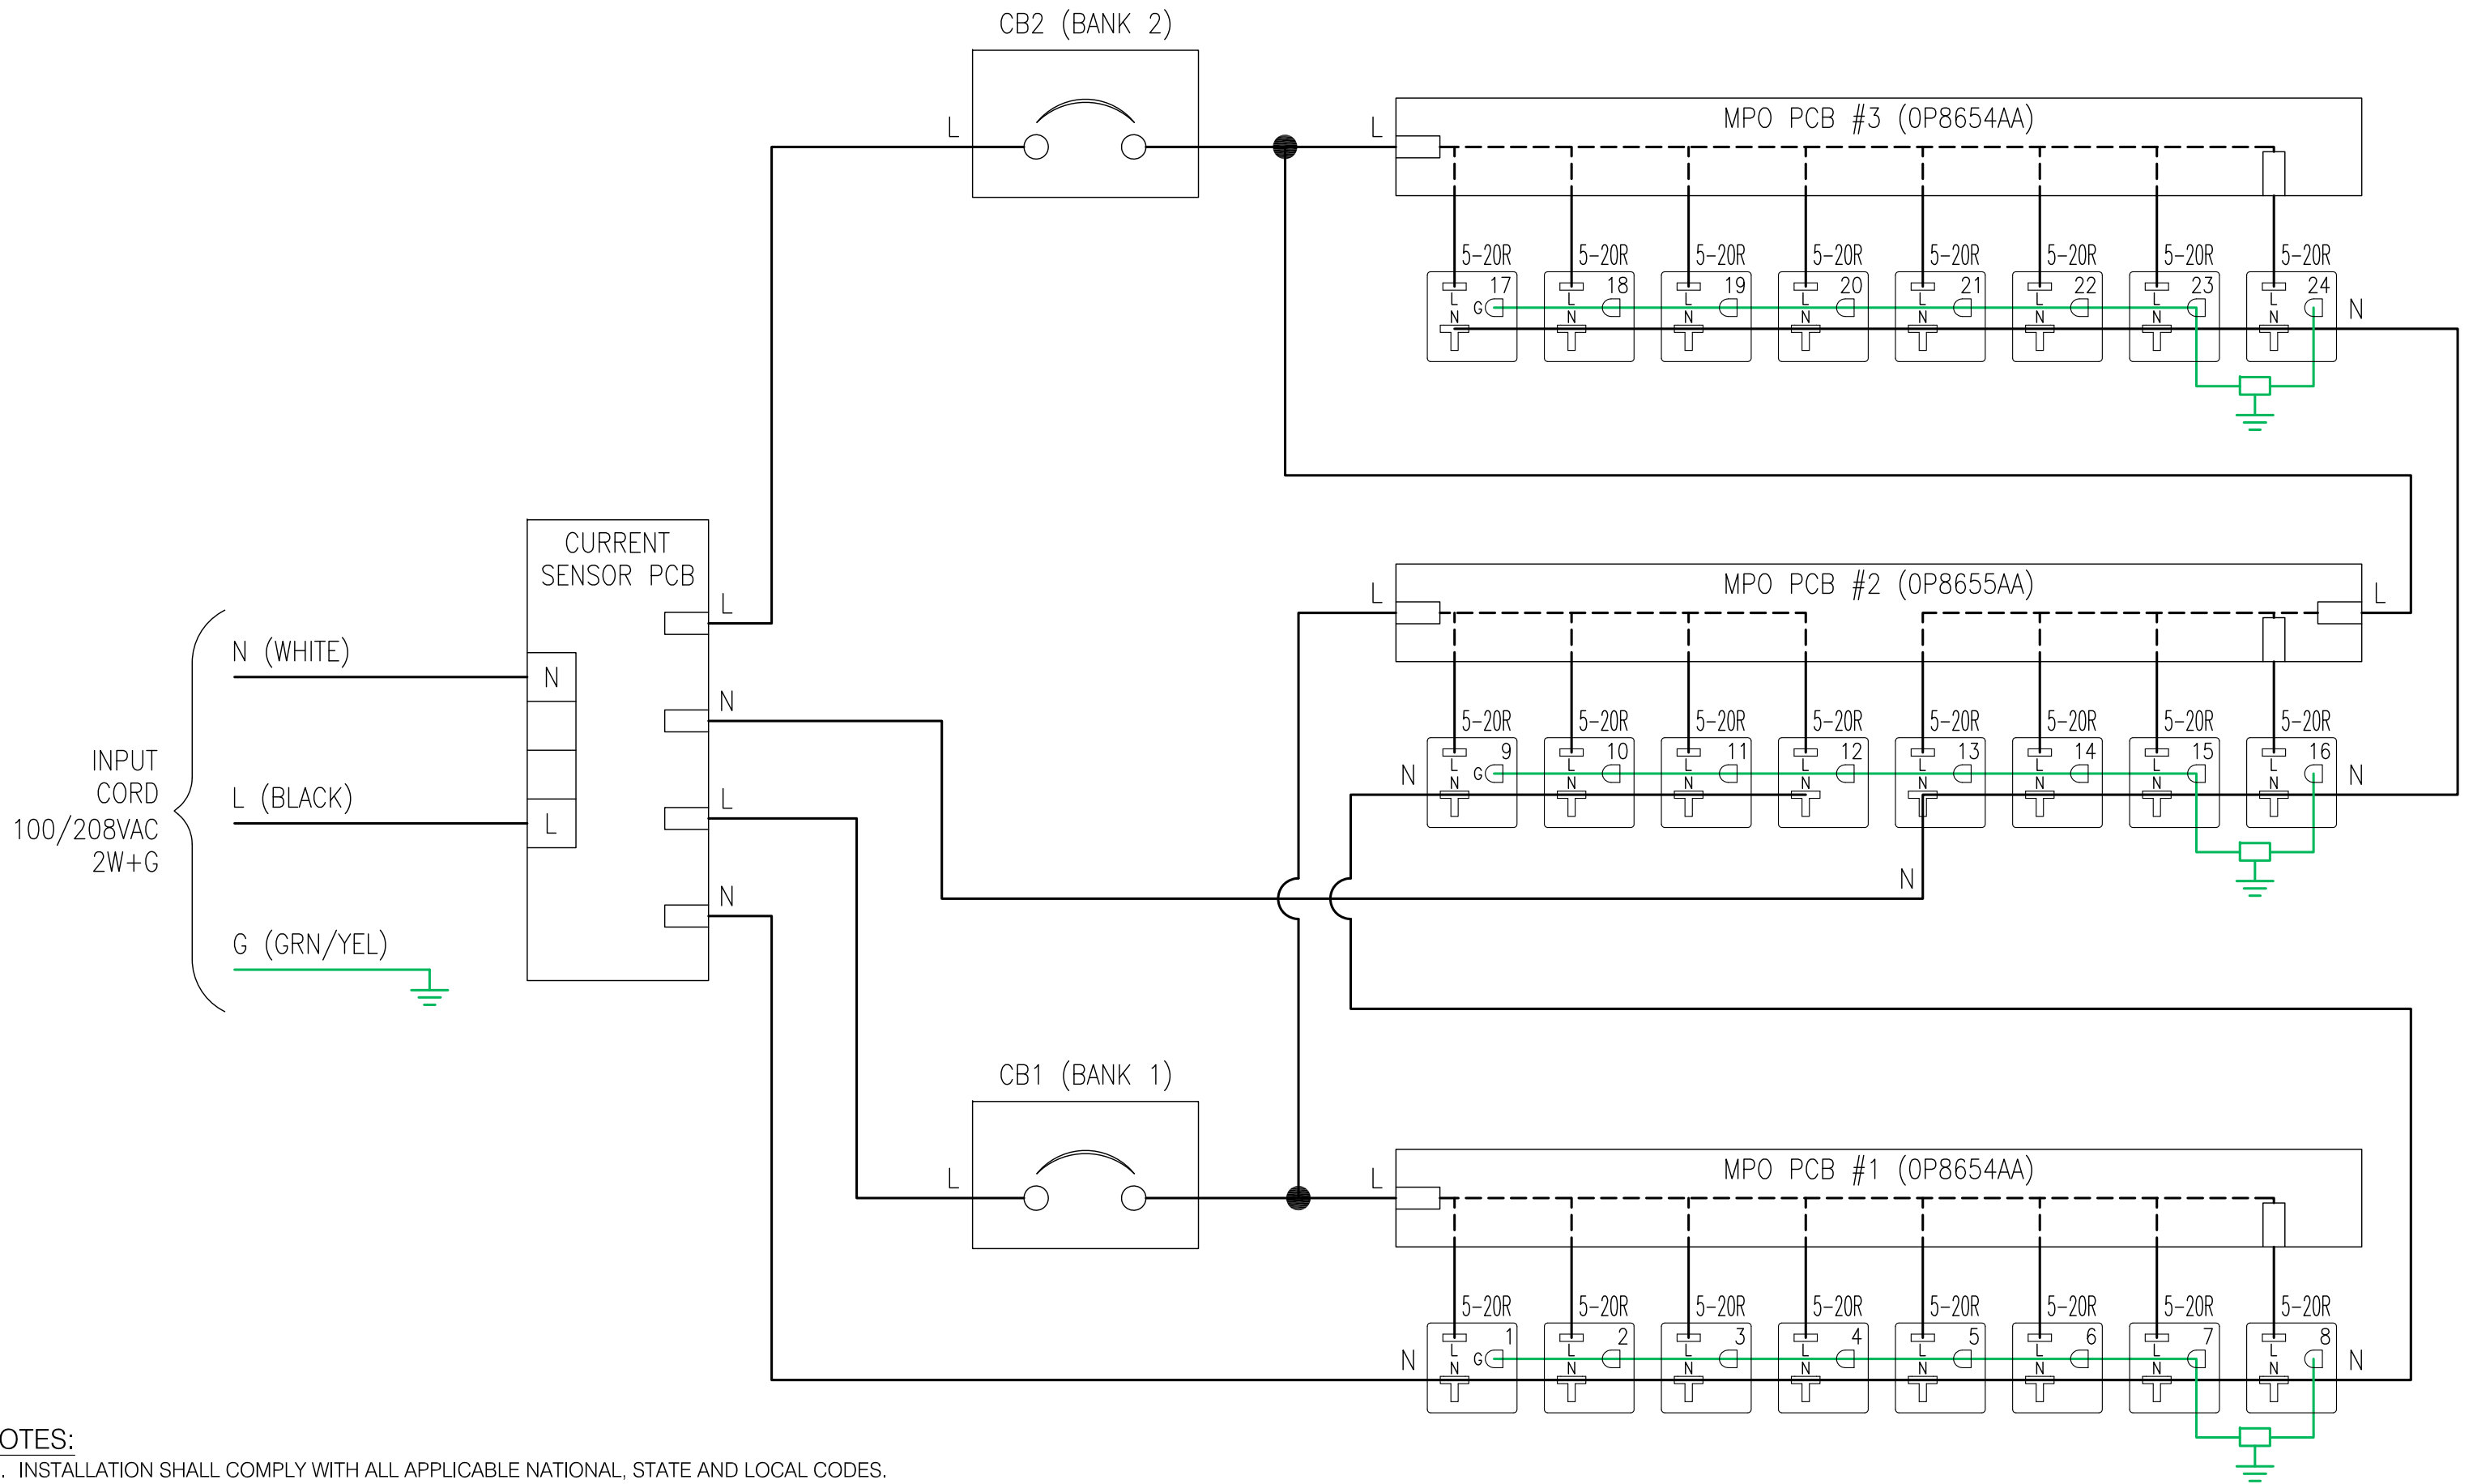 CB2 (BANK 2)
L
L
MPO PCB #3 (0P8654AA)
5-20R 5-20R 5-20R 5-20R 5-20R 5-20R 5-20R 5-20R
17 18 19 20 21 22 23 24
L L L L L L L L
G
N
N N N N N N N N
CURRENT
SENSOR PCB
L
N
L
N
N
L
INPUT
CORD
100/208VAC
2W+G
N (WHITE)
L (BLACK)
G (GRN/YEL)
L
MPO PCB #2 (0P8655AA)
L
5-20R 5-20R 5-20R 5-20R 5-20R 5-20R 5-20R 5-20R
9 10 11 12 13 14 15 16
L L L L L L L L
N
G
N
N N N N N N N N
N
CB1 (BANK 1)
L
L
MPO PCB #1 (0P8654AA)
5-20R 5-20R 5-20R 5-20R 5-20R 5-20R 5-20R 5-20R
1 2 3 4 5 6 7 8
L L L L L L L L
N
G
N
N N N N N N N N
OTES:
. INSTALLATION SHALL COMPLY WITH ALL APPLICABLE NATIONAL, STATE AND LOCAL CODES.